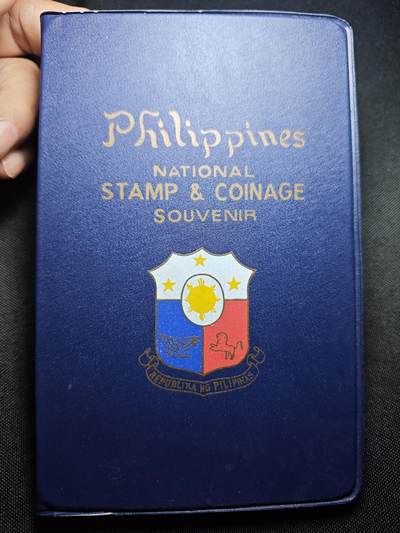 Philippines
NATIONAL
STAMP & COINAGE
SOUVENIR
REPUBLIKA NG PILIPINAS